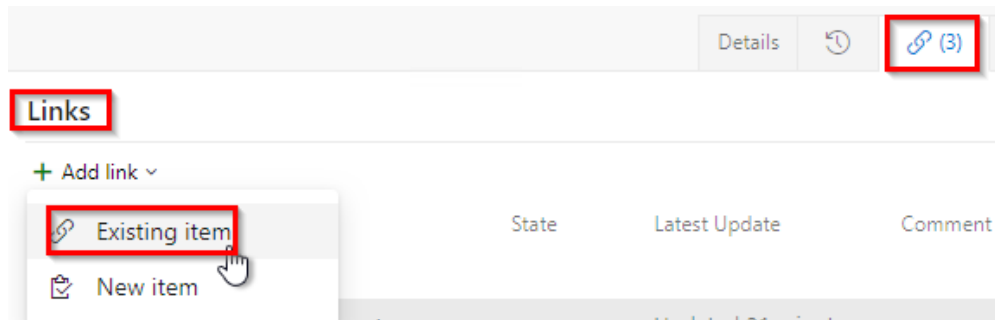 Details (3)
Links
+ Add link
Existing item State Latest Update Comment
New item